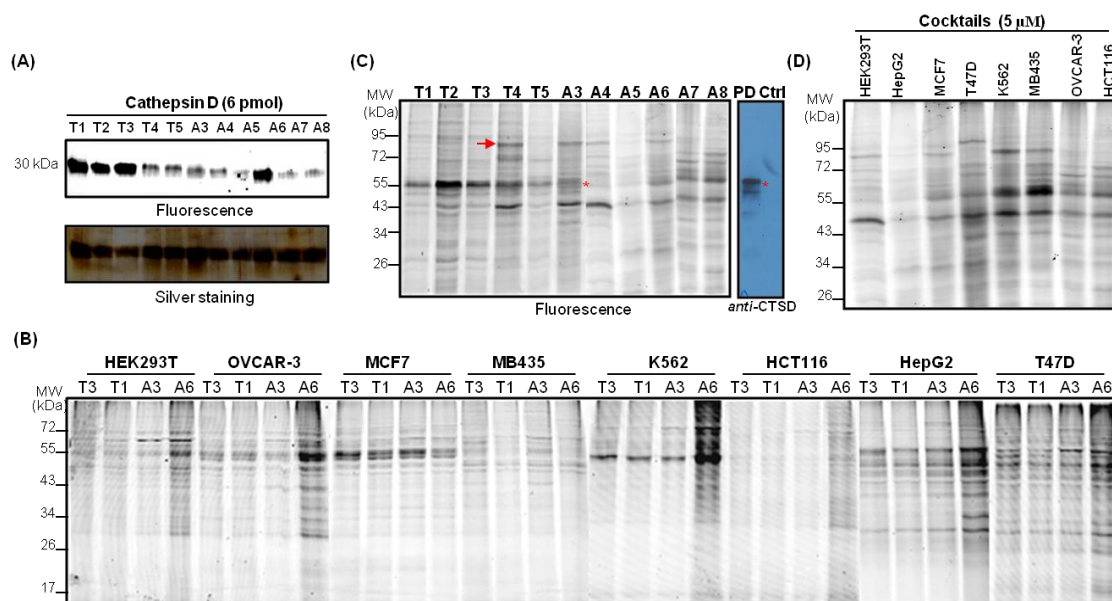 (A)
Cathepsin D (6 pmol)
T1 T2 T3 T4 T5 A3 A4 A5 A6 A7 A8
30 kDa
Fluorescence
Silver staining
(C)
MW
(kDa)
T1 T2 T3 T4 T5 A3 A4 A5 A6 A7 A8 PD Ctrl
95
72
55
43
34
26
*
*
Fluorescence
anti-CTSD
(D)
Cocktails (5 μM)
HEK293T HepG2 MCF7 T47D K562 MB435 OVCAR-3 HCT116
MW
(kDa)
95
72
55
43
34
26
(B)
HEK293T OVCAR-3 MCF7 MB435 K562 HCT116 HepG2 T47D
MW
(kDa)
T3 T1 A3 A6 T3 T1 A3 A6 T3 T1 A3 A6 T3 T1 A3 A6 T3 T1 A3 A6 T3 T1 A3 A6 T3 T1 A3 A6 T3 T1 A3 A6
72
55
43
34
26
17